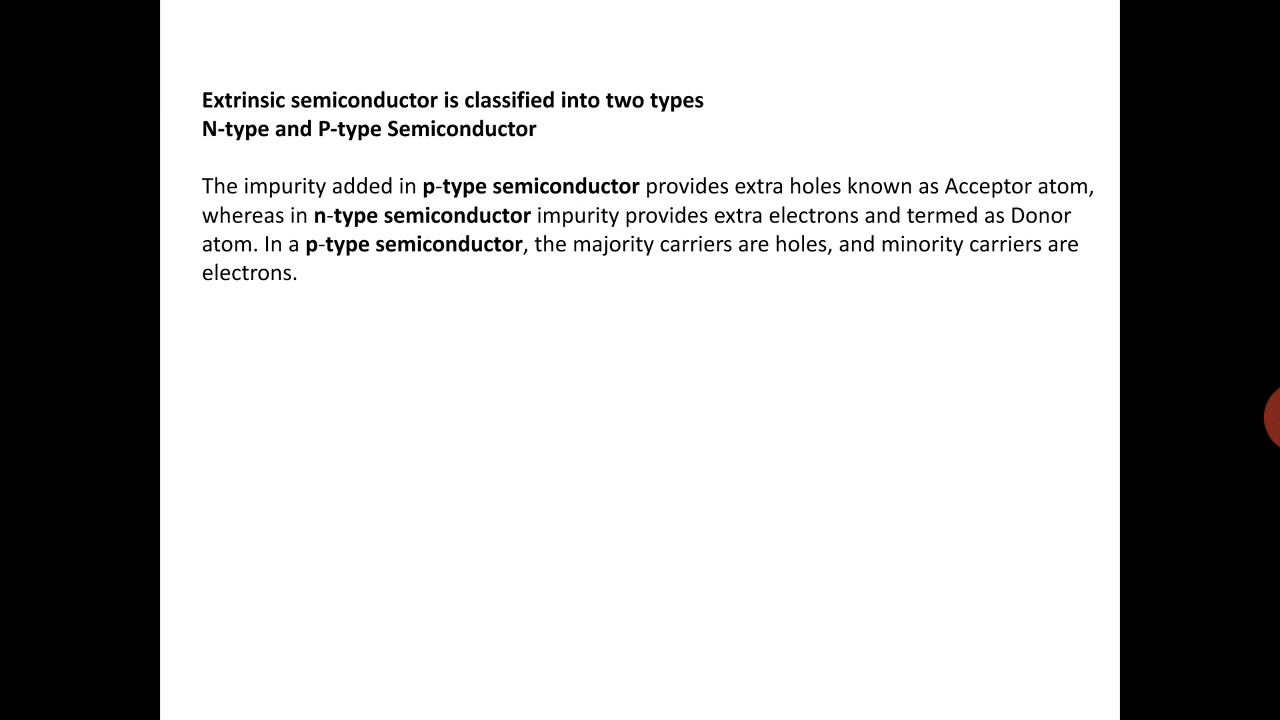 Extrinsic semiconductor is classified into two types
N-type and P-type Semiconductor
The impurity added in p-type semiconductor provides extra holes known as Acceptor atom,
whereas in n-type semiconductor impurity provides extra electrons and termed as Donor
atom. In a p-type semiconductor, the majority carriers are holes, and minority carriers are
electrons.